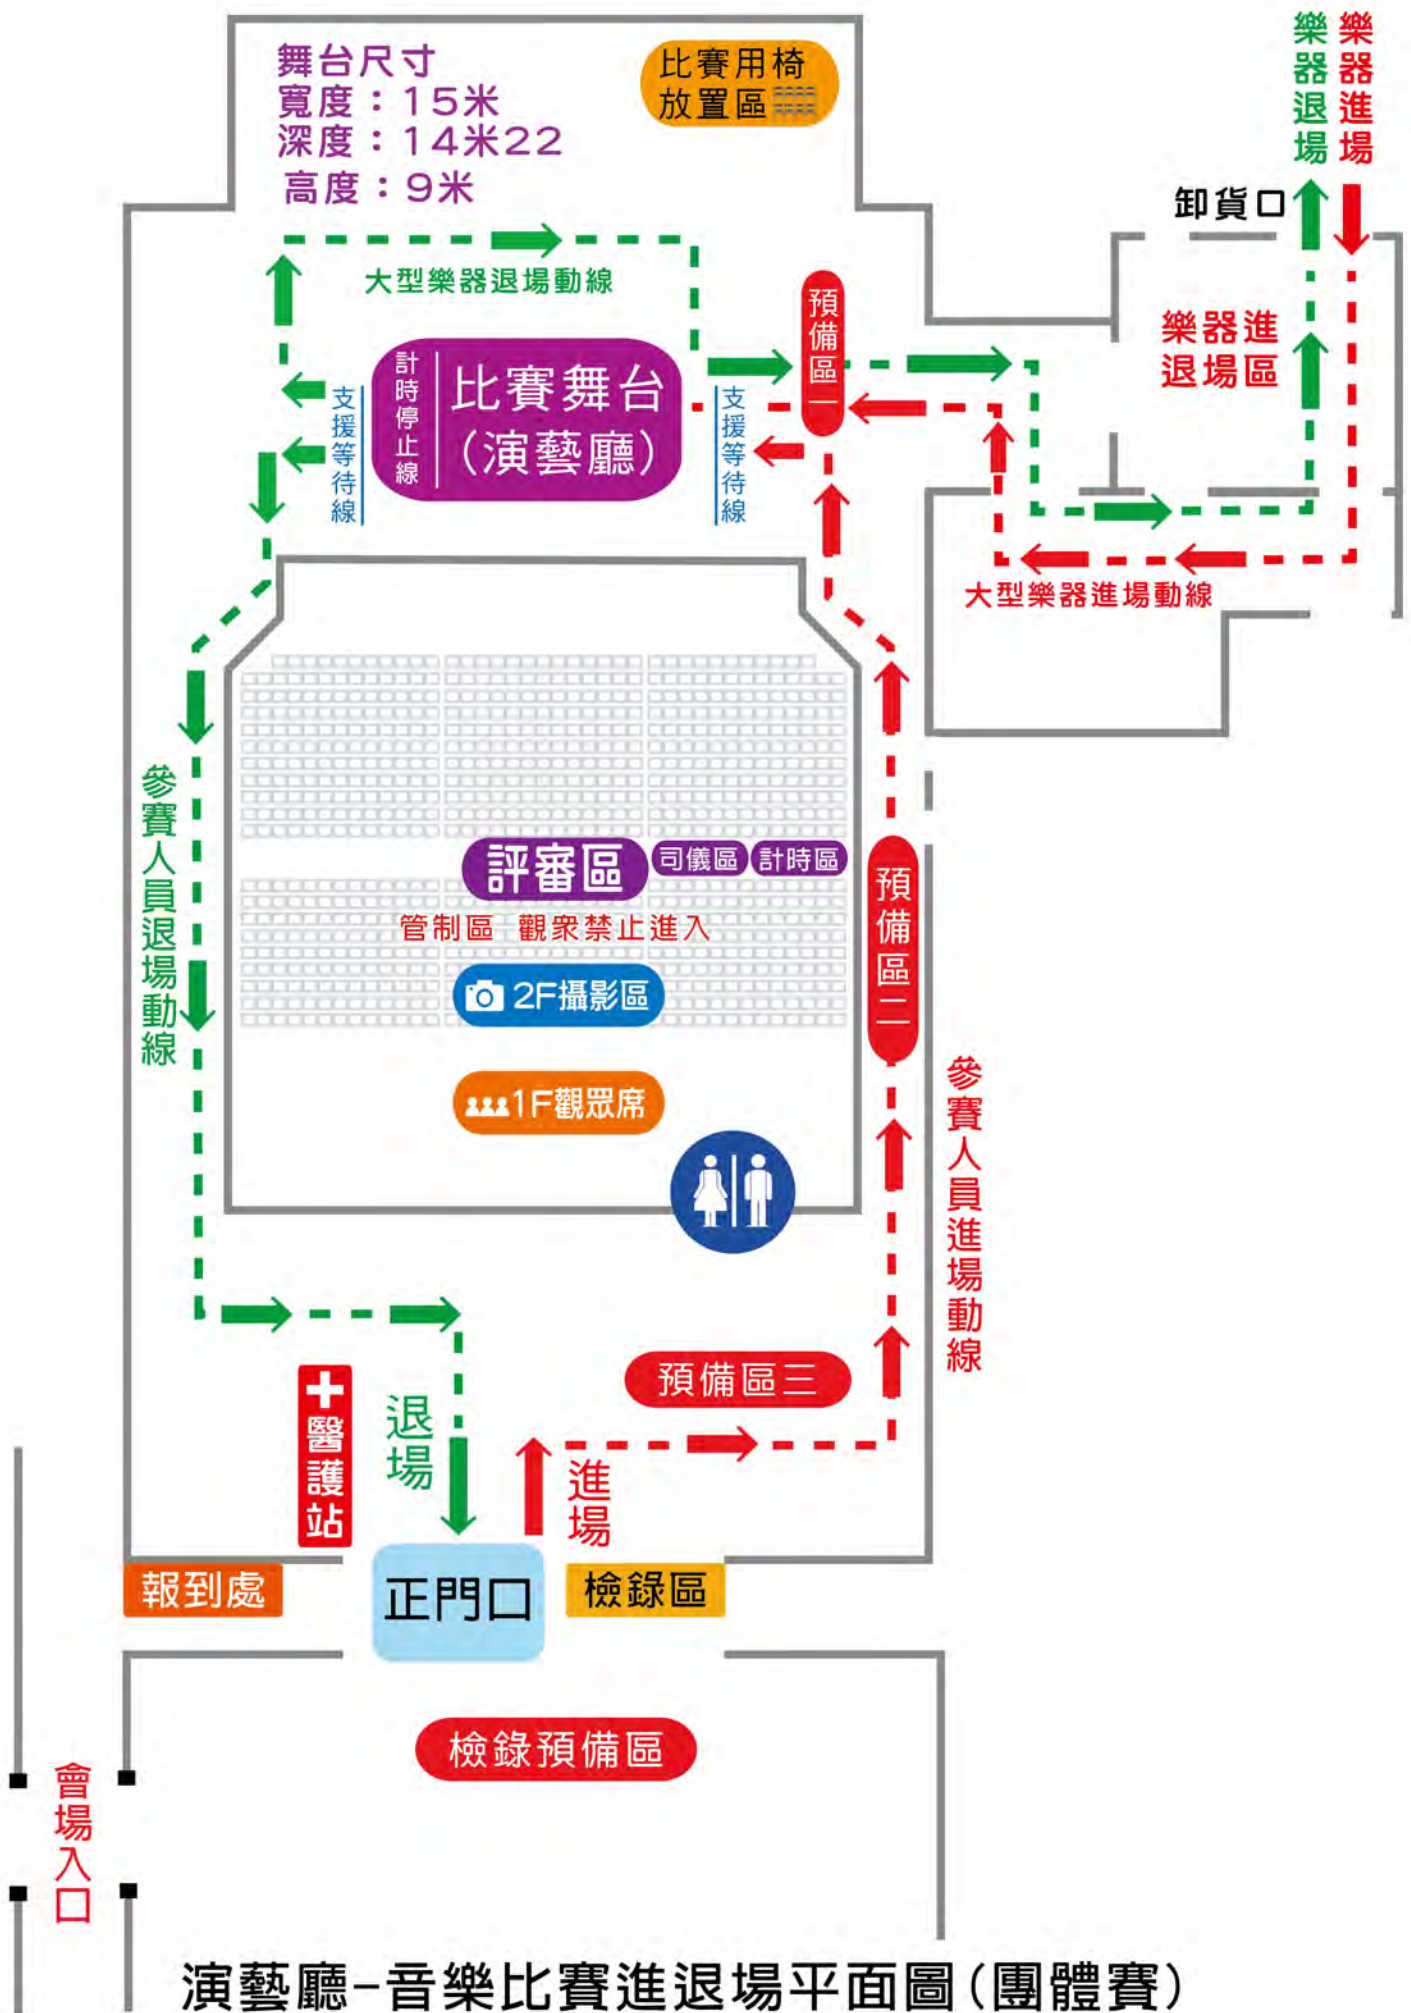 舞台尺寸
寬度：15米
深度：14米22
高度：9米
比賽用椅
放置區
樂器退場
樂器進場
卸貨口
大型樂器退場動線
預備區一
樂器進
退場區
計時停止線
比賽舞台
（演藝廳）
支援等待線
支援等待線
大型樂器進場動線
參賽人員退場動線
評審區
司儀區
計時區
管制區 觀眾禁止進入
預備區二
2F攝影區
1F觀眾席
參賽人員進場動線
預備區三
醫護站
退場
進場
報到處
正門口
檢錄區
檢錄預備區
會場入口
演藝廳-音樂比賽進退場平面圖(團體賽)